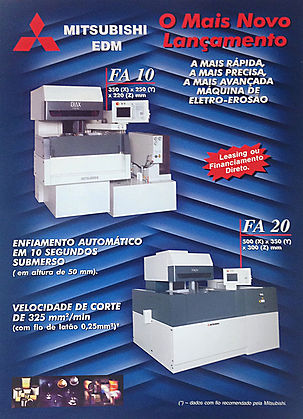 MITSUBISHI
EDM
O Mais Novo
Lançamento
A MAIS RÁPIDA,
A MAIS PRECISA,
A MAIS AVANÇADA
MÁQUINA DE
ELETRO-EROSÃO
FA 10
350 (X) x 250 (Y)
x 220 (Z) mm
DIAX
Leasing ou
Financiamento
Direto.
FA 20
500 (X) x 350 (Y)
x 300 (Z) mm
ENFIAMENTO AUTOMÁTICO
EM 10 SEGUNDOS
SUBMERSO
( em altura de 50 mm).
VELOCIDADE DE CORTE
DE 325 mm²/min
(com fio de latão 0,25mm²)*
(*) ~ dados com fio recomendado pela Mitsubishi.